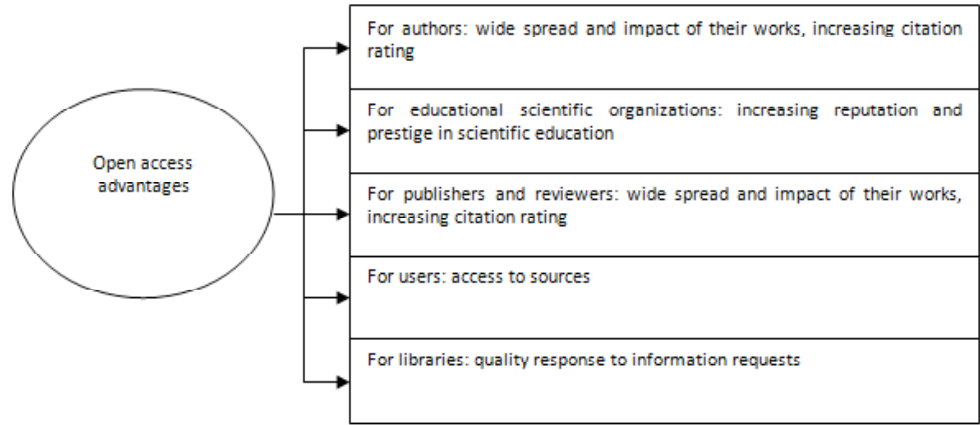 Open access
advantages
For authors: wide spread and impact of their works, increasing citation
rating
For educational scientific organizations: increasing reputation and
prestige in scientific education
For publishers and reviewers: wide spread and impact of their works,
increasing citation rating
For users: access to sources
For libraries: quality response to information requests